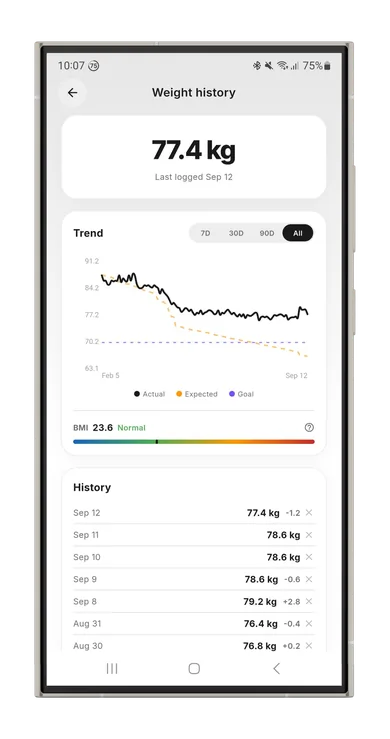 10:07 75 75%
Weight history
77.4 kg
Last logged Sep 12
Trend 7D 30D 90D All
91.2
84.2
77.2
70.2
63.1
Feb 5 Sep 12
Actual Expected Goal
BMI 23.6 Normal
History
Sep 12 77.4 kg -1.2
Sep 11 78.6 kg
Sep 10 78.6 kg
Sep 9 78.6 kg -0.6
Sep 8 79.2 kg +2.8
Aug 31 76.4 kg -0.4
Aug 30 76.8 kg +0.2